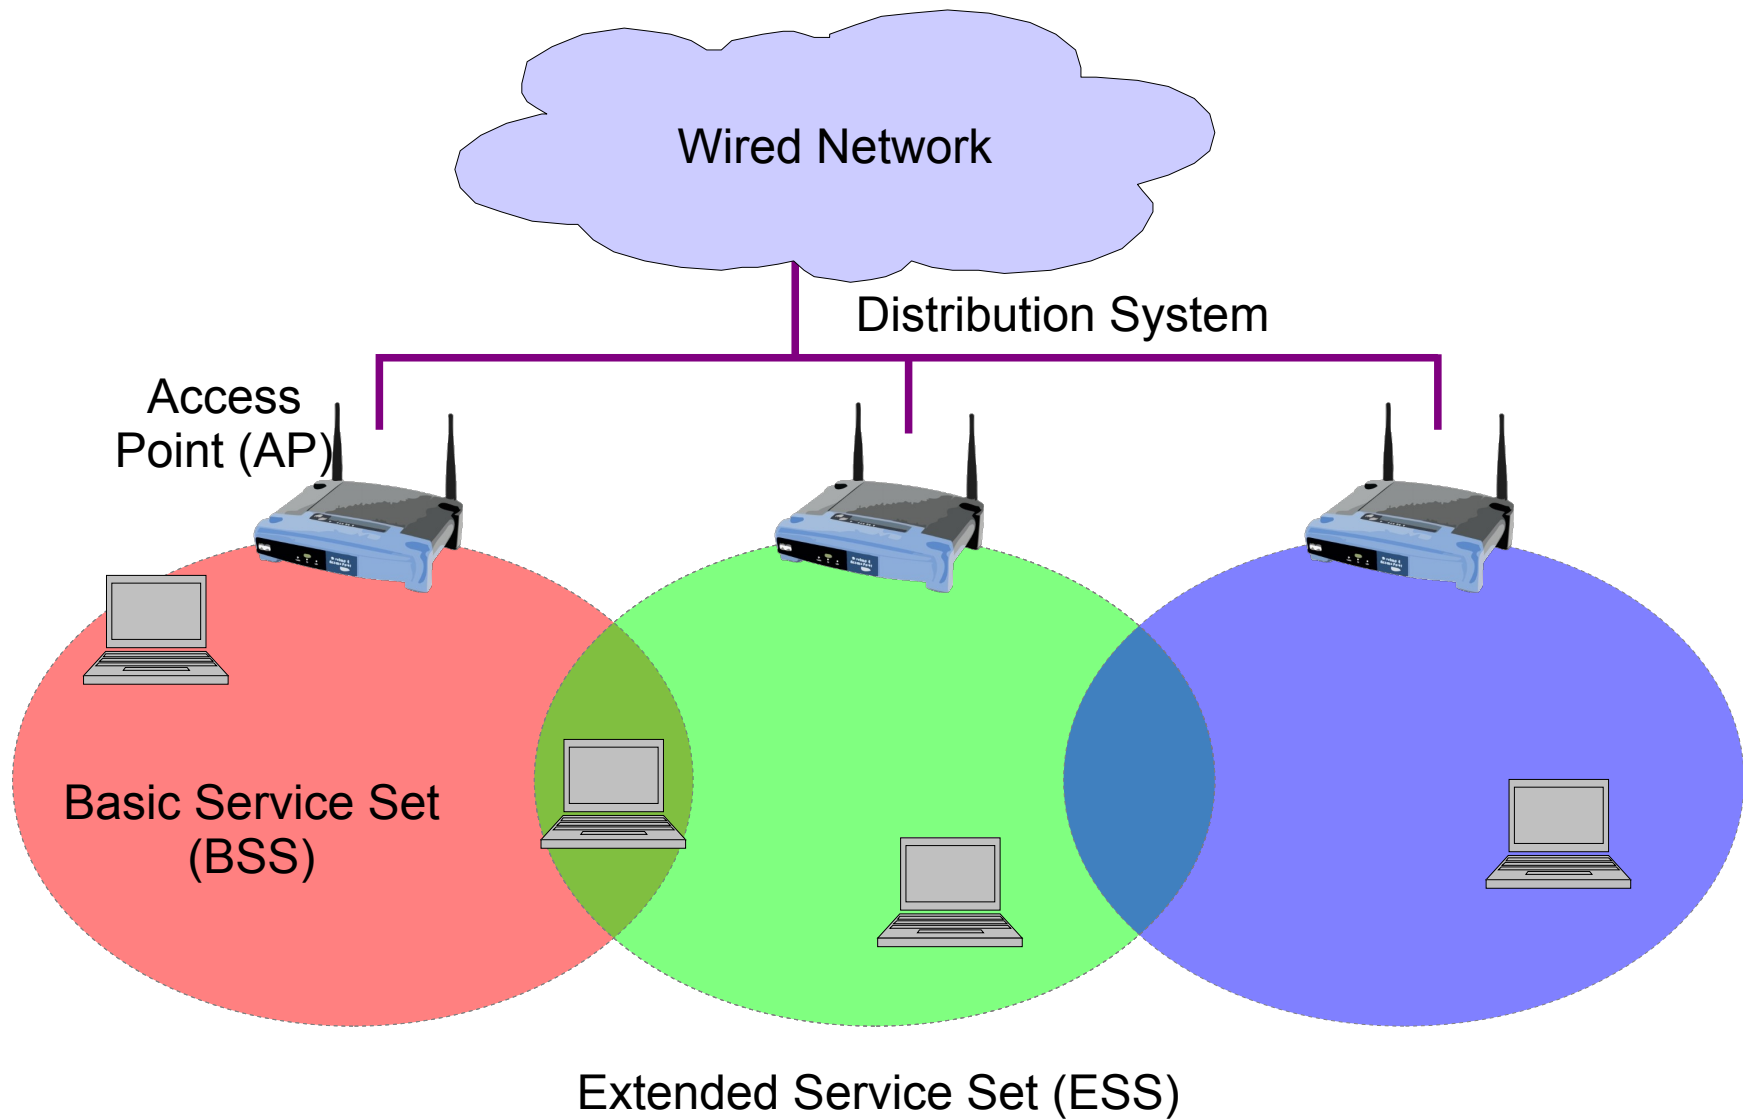 Wired Network
Distribution System
Access
Point (AP)
Basic Service Set
(BSS)
Extended Service Set (ESS)